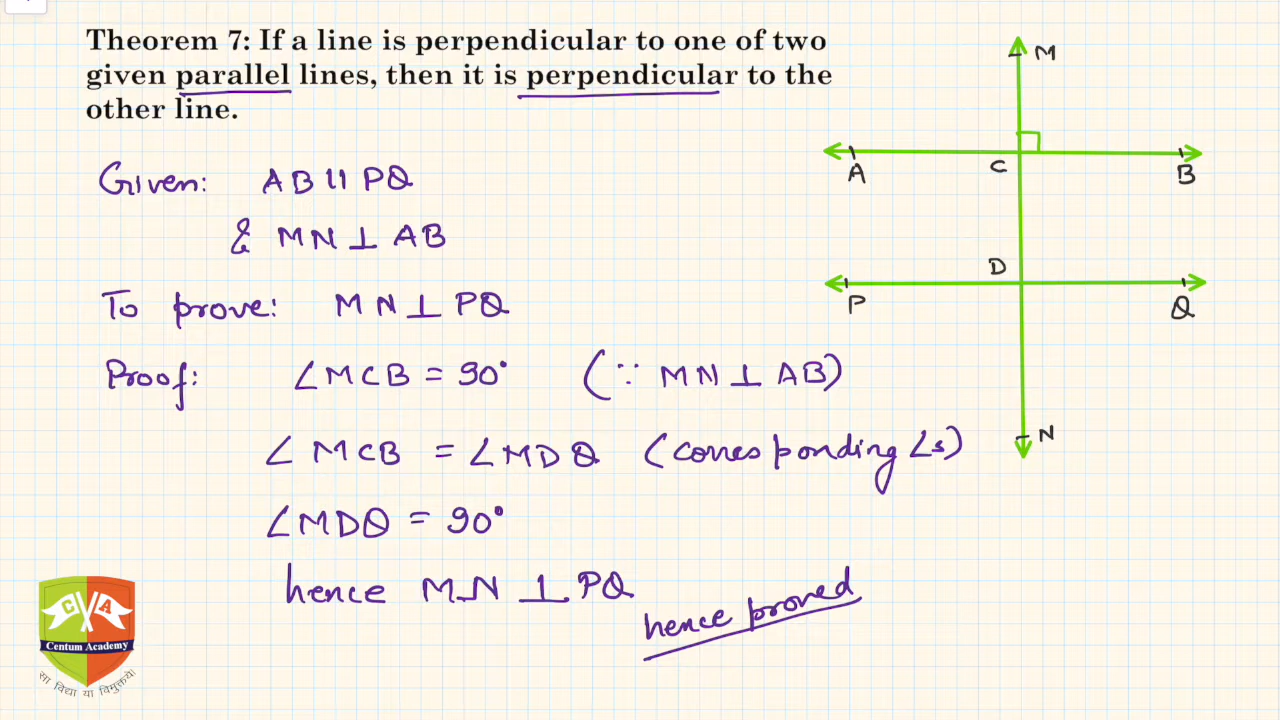 Theorem 7: If a line is perpendicular to one of two
given parallel lines, then it is perpendicular to the
other line.
Given: AB || PQ
& MN ⊥ AB
To prove: MN ⊥ PQ
Proof: ∠MCB = 90° (∵ MN ⊥ AB)
∠MCB = ∠MDQ (corresponding ∠s)
∠MDQ = 90°
hence MN ⊥ PQ
hence proved
M
A
C
B
D
P
Q
N
C A
Centum Academy
सा विद्या या विमुक्तये।